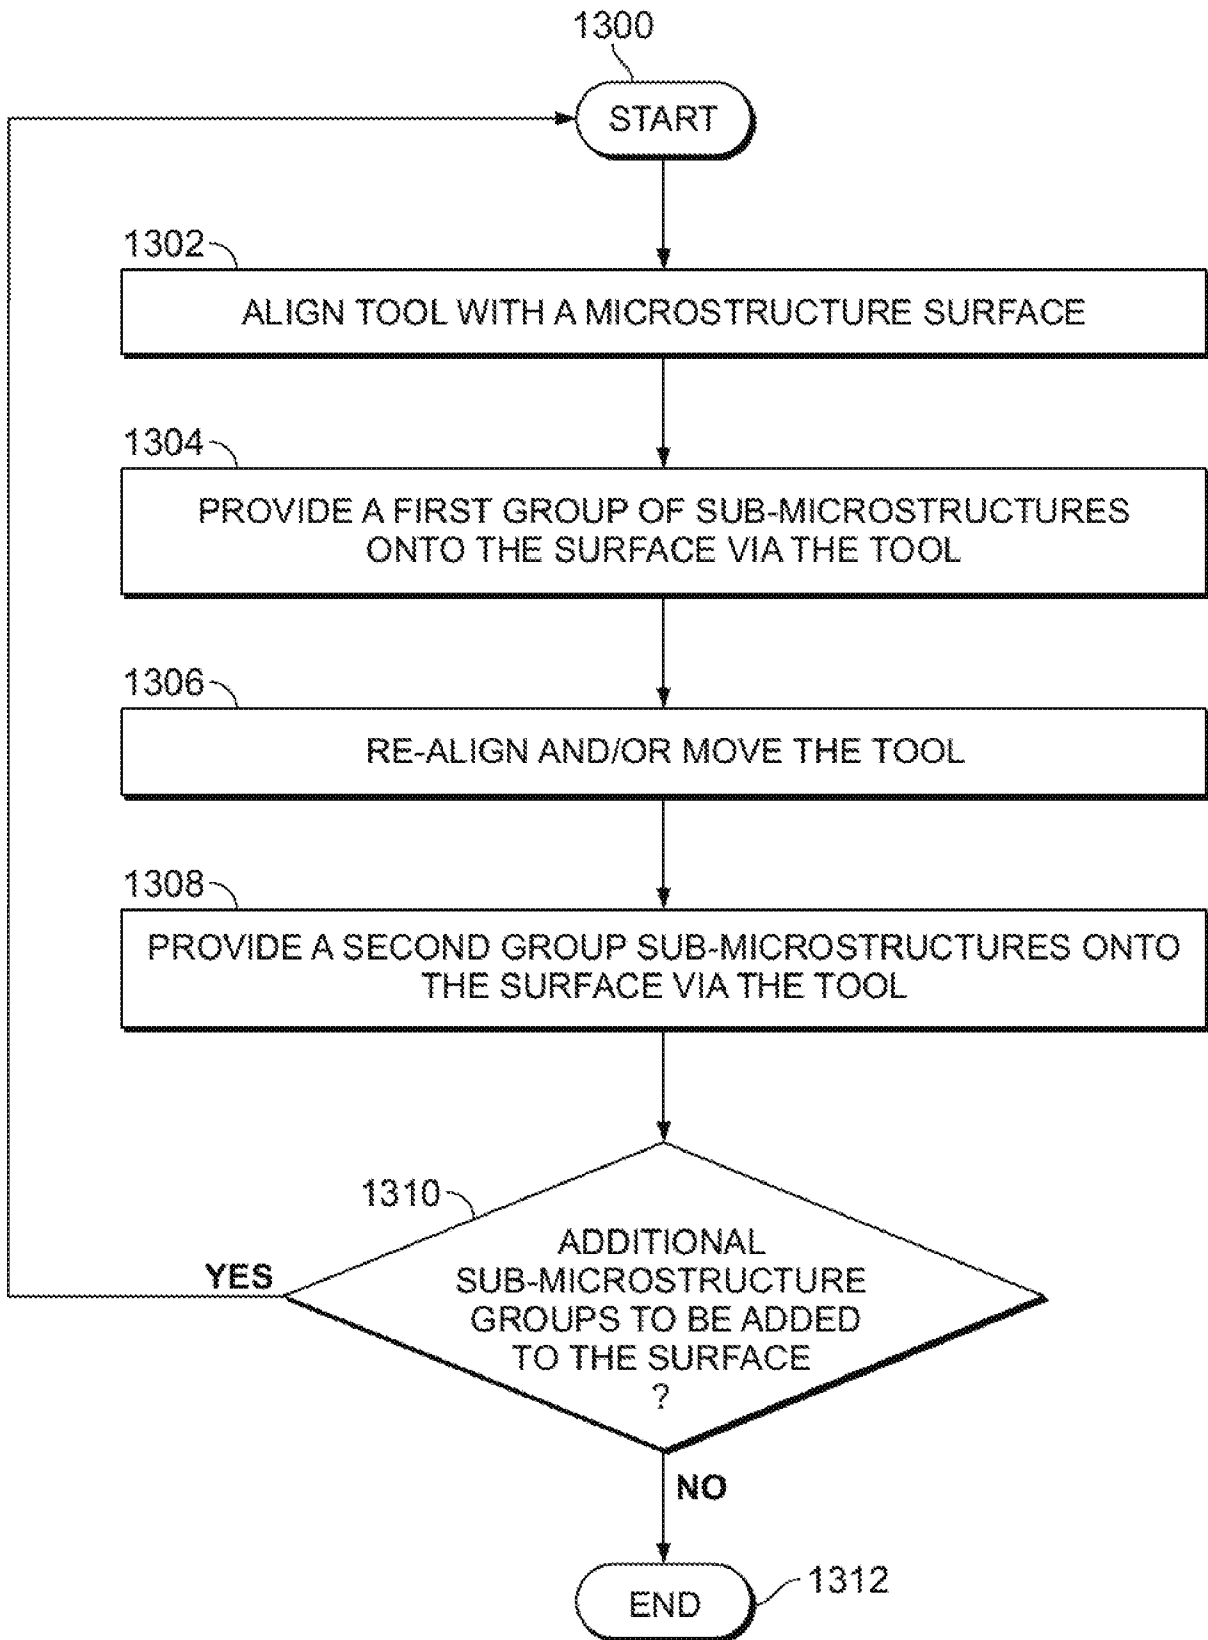 1300
START
1302
ALIGN TOOL WITH A MICROSTRUCTURE SURFACE
1304
PROVIDE A FIRST GROUP OF SUB-MICROSTRUCTURES
ONTO THE SURFACE VIA THE TOOL
1306
RE-ALIGN AND/OR MOVE THE TOOL
1308
PROVIDE A SECOND GROUP SUB-MICROSTRUCTURES ONTO
THE SURFACE VIA THE TOOL
1310
ADDITIONAL
SUB-MICROSTRUCTURE
GROUPS TO BE ADDED
TO THE SURFACE
?
YES
NO
END
1312